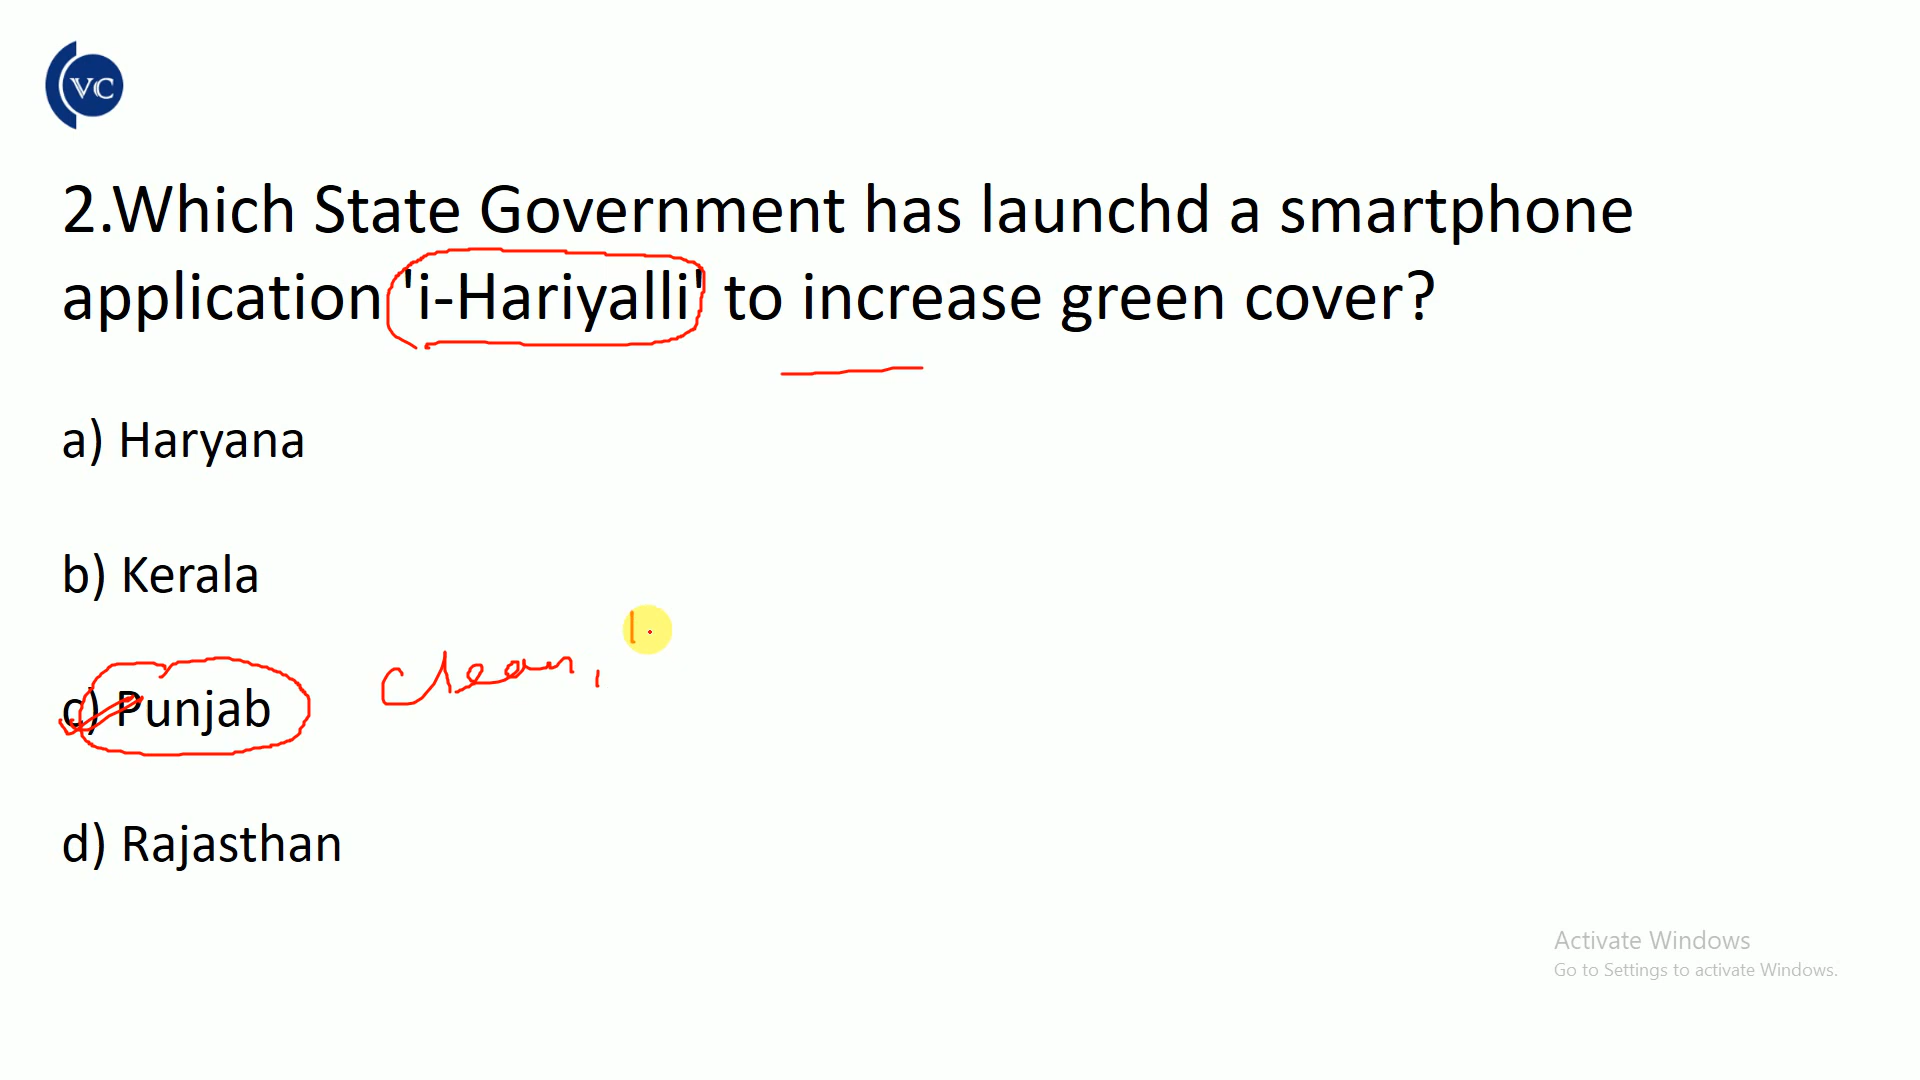 VC
2.Which State Government has launchd a smartphone
application 'i-Hariyalli' to increase green cover?
a) Haryana
b) Kerala
c) Punjab
clean,
d) Rajasthan
Activate Windows
Go to Settings to activate Windows.